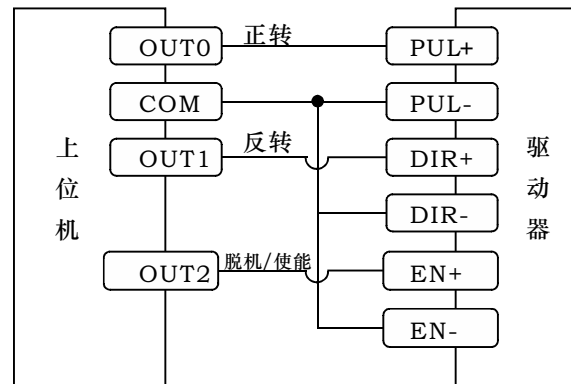 OUT0
正转
PUL+
COM
PUL-
OUT1
反转
DIR+
上位机
驱动器
DIR-
OUT2
脱机/使能
EN+
EN-